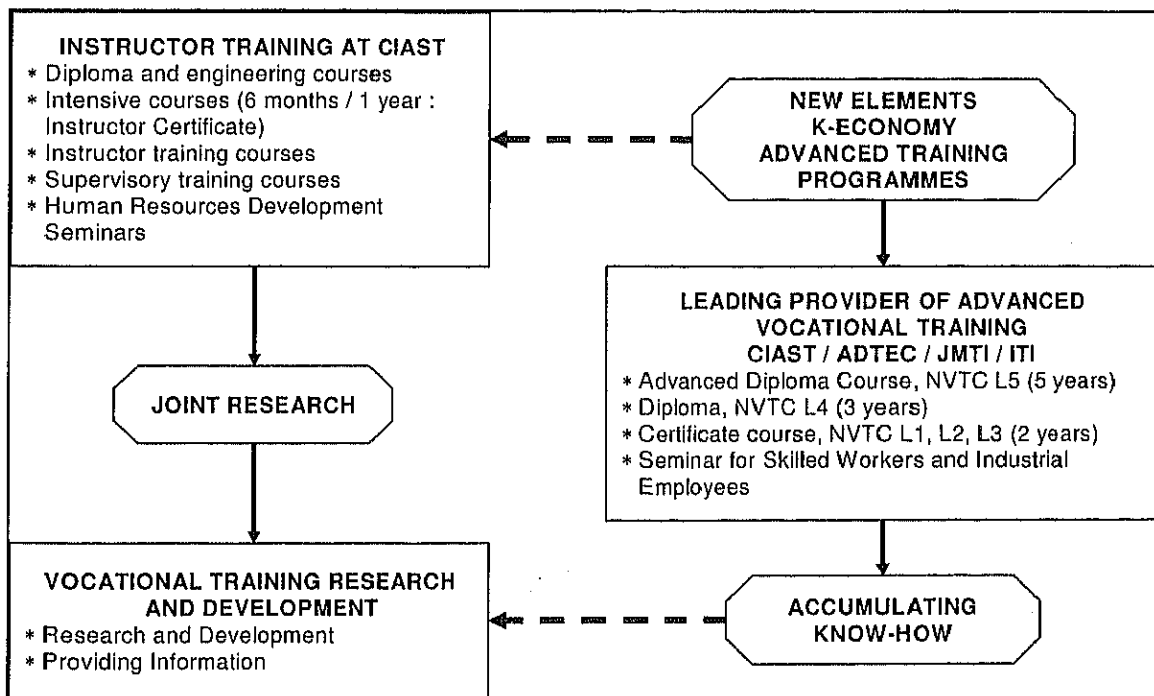 INSTRUCTOR TRAINING AT CIAST
* Diploma and engineering courses
* Intensive courses (6 months / 1 year :
Instructor Certificate)
* Instructor training courses
* Supervisory training courses
* Human Resources Development
Seminars
NEW ELEMENTS
K-ECONOMY
ADVANCED TRAINING
PROGRAMMES
JOINT RESEARCH
LEADING PROVIDER OF ADVANCED
VOCATIONAL TRAINING
CIAST / ADTEC / JMTI / ITI
* Advanced Diploma Course, NVTC L5 (5 years)
* Diploma, NVTC L4 (3 years)
* Certificate course, NVTC L1, L2, L3 (2 years)
* Seminar for Skilled Workers and Industrial
Employees
VOCATIONAL TRAINING RESEARCH
AND DEVELOPMENT
* Research and Development
* Providing Information
ACCUMULATING
KNOW-HOW